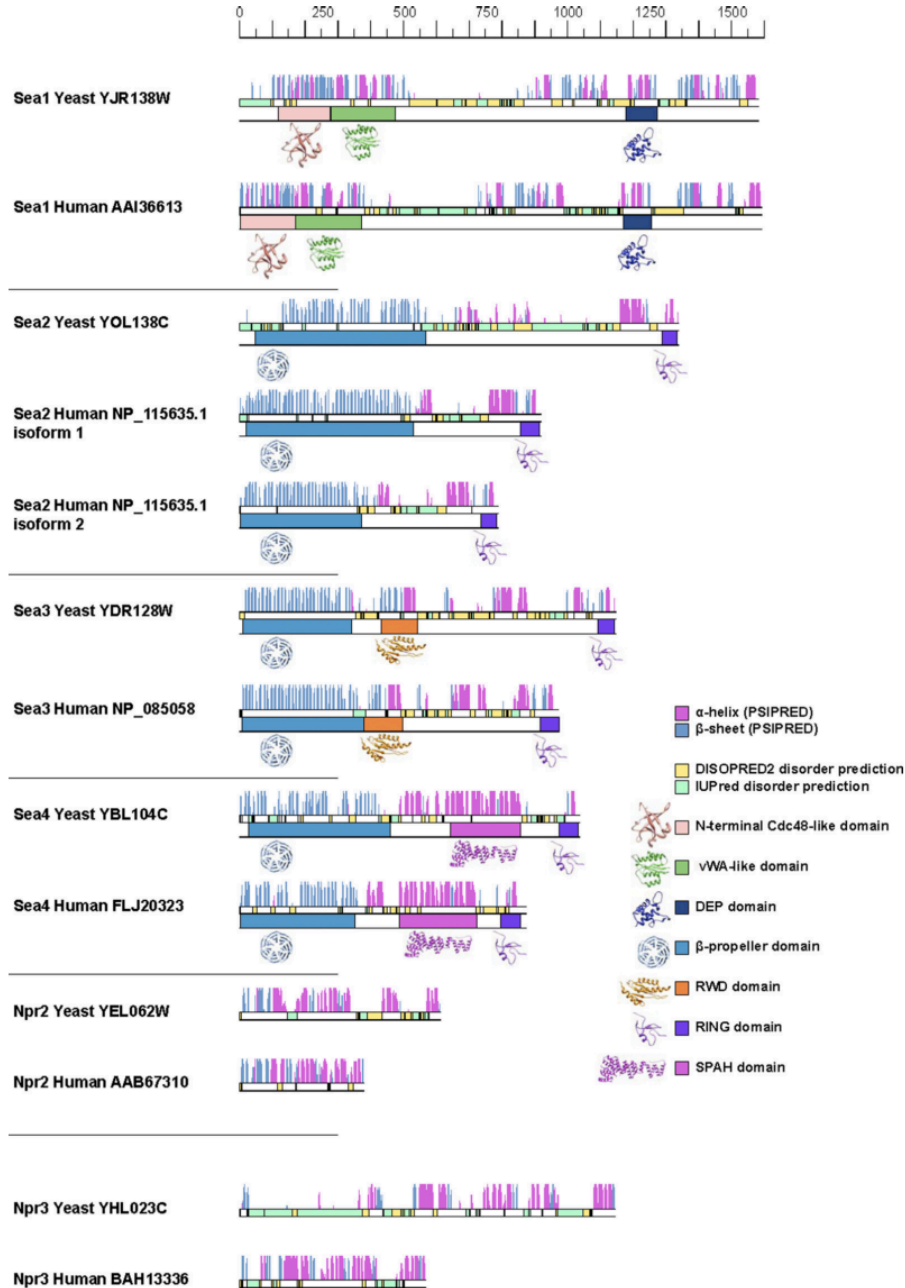 0 250 500 750 1000 1250 1500
Sea1 Yeast YJR138W
Sea1 Human AAI36613
Sea2 Yeast YOL138C
Sea2 Human NP_115635.1
isoform 1
Sea2 Human NP_115635.1
isoform 2
Sea3 Yeast YDR128W
Sea3 Human NP_085058
α-helix (PSIPRED)
β-sheet (PSIPRED)
DISOPRED2 disorder prediction
IUPred disorder prediction
Sea4 Yeast YBL104C
N-terminal Cdc48-like domain
vWA-like domain
Sea4 Human FLJ20323
DEP domain
β-propeller domain
RWD domain
Npr2 Yeast YEL062W
RING domain
SPAH domain
Npr2 Human AAB67310
Npr3 Yeast YHL023C
Npr3 Human BAH13336